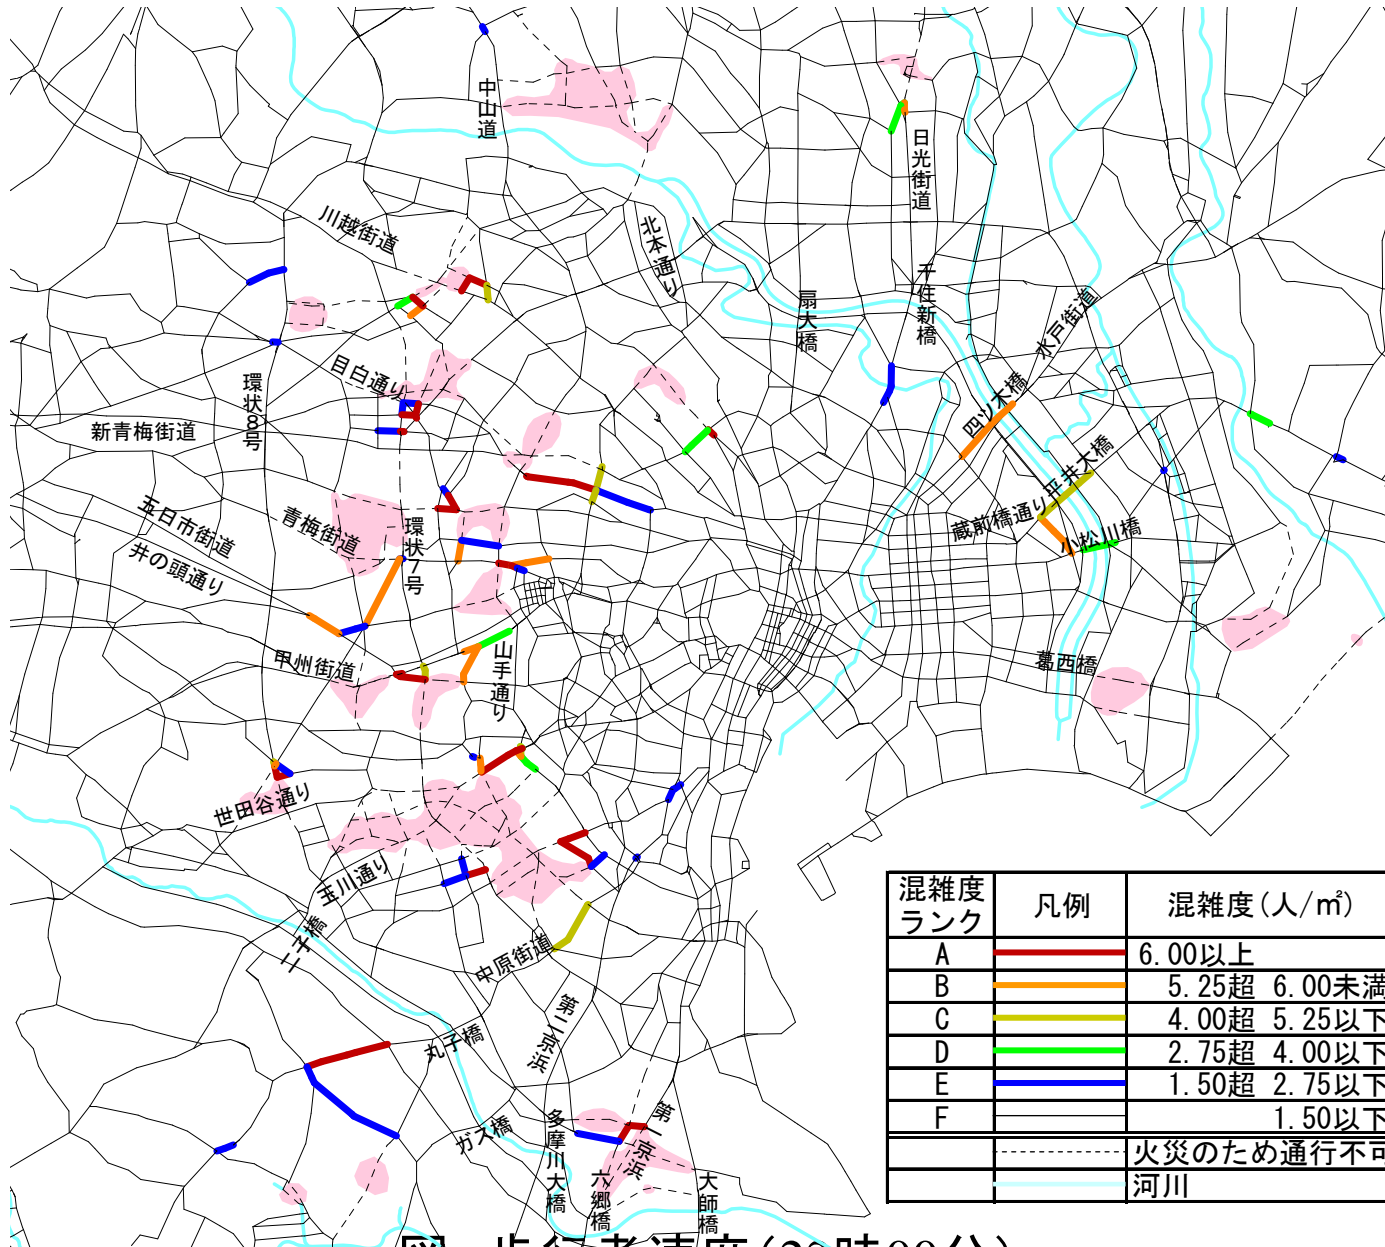 中山道
日光街道
川越街道
北本通り
千住新橋
扇大橋
水戸街道
目白通り
環状8号
四ツ木橋
新青梅街道
平井大橋
五日市街道
青梅街道
環状7号
蔵前橋通り
小松川橋
井の頭通り
甲州街道
山手通り
葛西橋
世田谷通り
玉川通り
二子橋
中原街道
第二京浜
丸子橋
ガス橋
多摩川大橋
六郷橋
第一京浜
大師橋
混雑度ランク 凡例 混雑度(人/㎡)
A 6.00以上
B 5.25超 6.00未満
C 4.00超 5.25以下
D 2.75超 4.00以下
E 1.50超 2.75以下
F 1.50以下
火災のため通行不可
河川